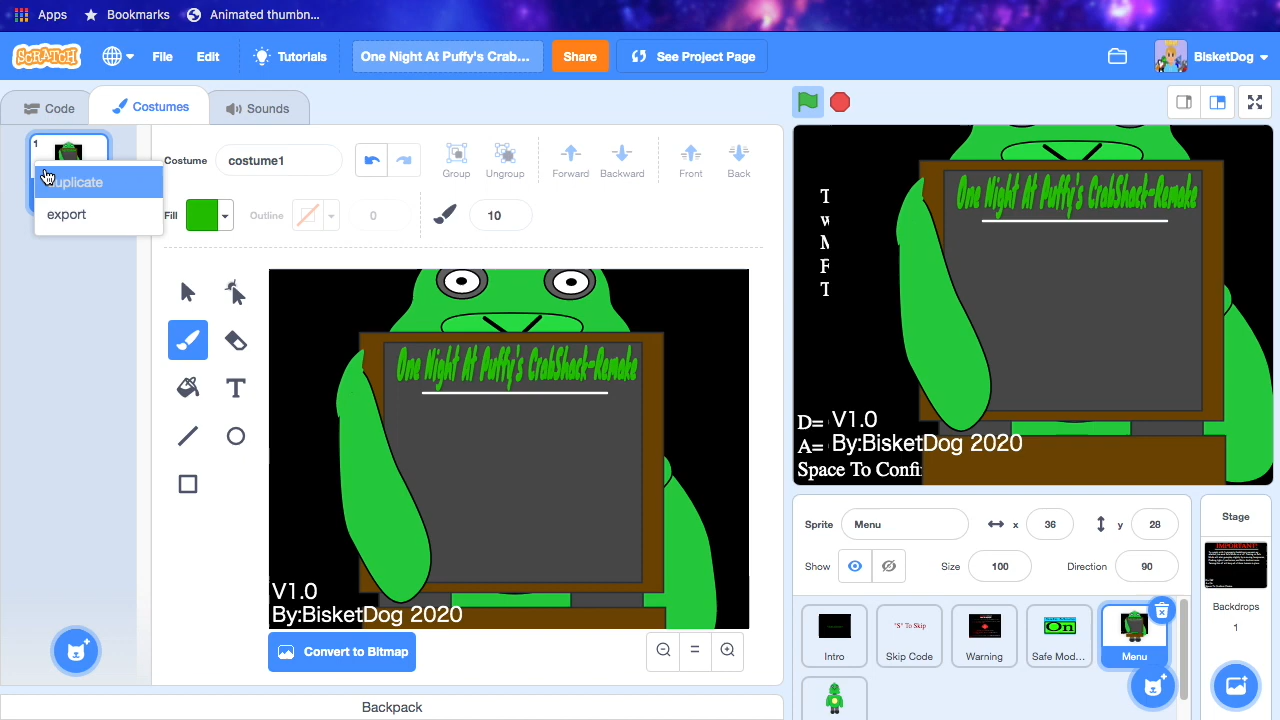 Apps Bookmarks Animated thumbn...
SCRATCH File Edit Tutorials One Night At Puffy's Crab... Share See Project Page BisketDog
Code Costumes Sounds
1
uplicate
export
Costume costume1 Group Ungroup Forward Backward Front Back
Fill Outline 0 10
One Night At Puffy's CrabShack-Remake
V1.0
By:BisketDog 2020
Convert to Bitmap
Backpack
One Night At Puffy's CrabShack-Remake
T
w
M
F
T
D= V1.0
A= By:BisketDog 2020
Space To Confi
Sprite Menu x 36 y 28
Show Size 100 Direction 90
Stage
IMPORTANT!
Backdrops
1
"S" To Skip
On
Intro Skip Code Warning Safe Mod... Menu